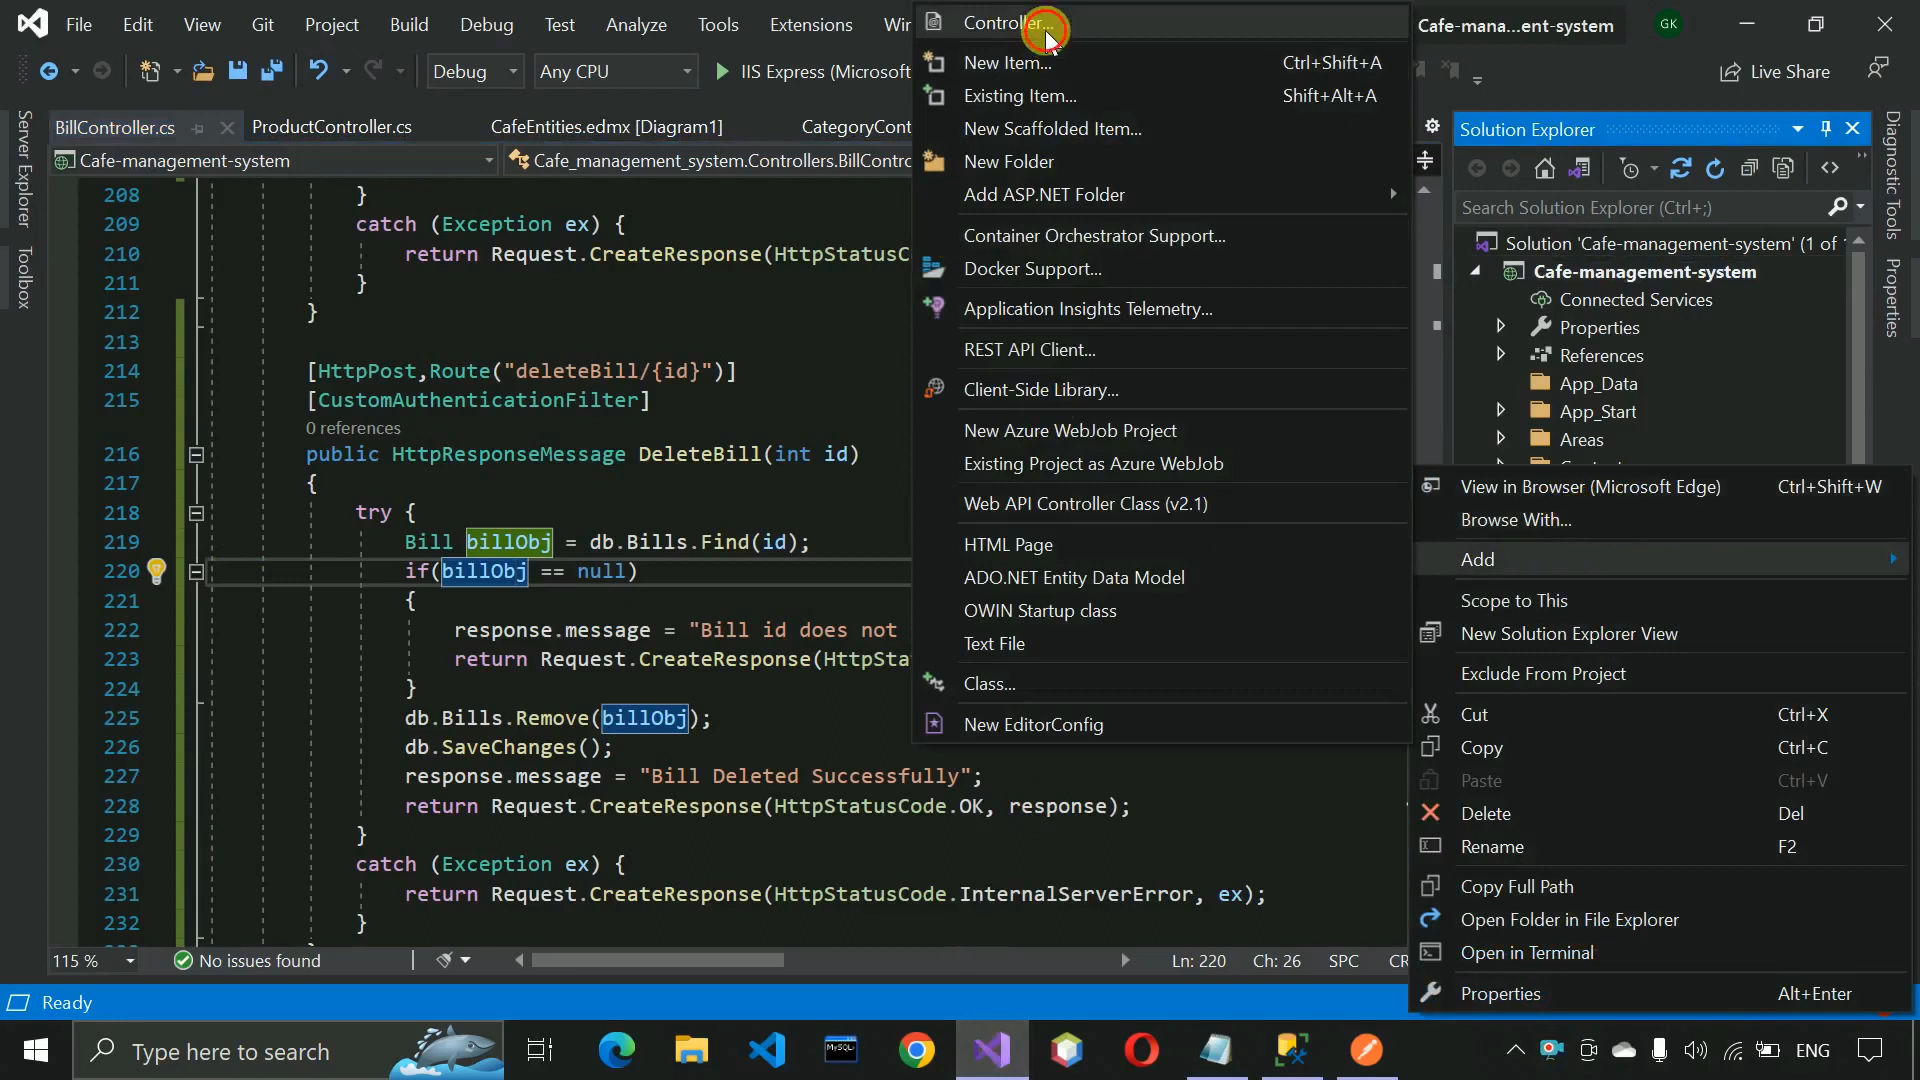 File Edit View Git Project Build Debug Test Analyze Tools Extensions
Cafe-mana...ent-system
GK
Debug
Any CPU
IIS Express (Microsoft
Live Share
BillController.cs
ProductController.cs
CafeEntities.edmx [Diagram1]
Cafe-management-system
Cafe_management_system.Controllers.BillContro
Server Explorer
Toolbox
208 }
209 catch (Exception ex) {
210 return Request.CreateResponse(HttpStatusC
211 }
212 }
213
214 [HttpPost,Route("deleteBill/{id}")]
215 [CustomAuthenticationFilter]
0 references
216 public HttpResponseMessage DeleteBill(int id)
217 {
218 try {
219 Bill billObj = db.Bills.Find(id);
220 if(billObj == null)
221 {
222 response.message = "Bill id does not
223 return Request.CreateResponse(HttpSta
224 }
225 db.Bills.Remove(billObj);
226 db.SaveChanges();
227 response.message = "Bill Deleted Successfully";
228 return Request.CreateResponse(HttpStatusCode.OK, response);
229 }
230 catch (Exception ex) {
231 return Request.CreateResponse(HttpStatusCode.InternalServerError, ex);
232 }
115 %
No issues found
Ln: 220 Ch: 26 SPC
Ready
Controller...
New Item... Ctrl+Shift+A
Existing Item... Shift+Alt+A
New Scaffolded Item...
New Folder
Add ASP.NET Folder
Container Orchestrator Support...
Docker Support...
Application Insights Telemetry...
REST API Client...
Client-Side Library...
New Azure WebJob Project
Existing Project as Azure WebJob
Web API Controller Class (v2.1)
HTML Page
ADO.NET Entity Data Model
OWIN Startup class
Text File
Class...
New EditorConfig
Solution Explorer
Search Solution Explorer (Ctrl+;)
Solution 'Cafe-management-system' (1 of
Cafe-management-system
Connected Services
Properties
References
App_Data
App_Start
Areas
View in Browser (Microsoft Edge) Ctrl+Shift+W
Browse With...
Add
Scope to This
New Solution Explorer View
Exclude From Project
Cut Ctrl+X
Copy Ctrl+C
Paste Ctrl+V
Delete Del
Rename F2
Copy Full Path
Open Folder in File Explorer
Open in Terminal
Properties Alt+Enter
Diagnostic Tools
Properties
Type here to search
MySQL
ENG